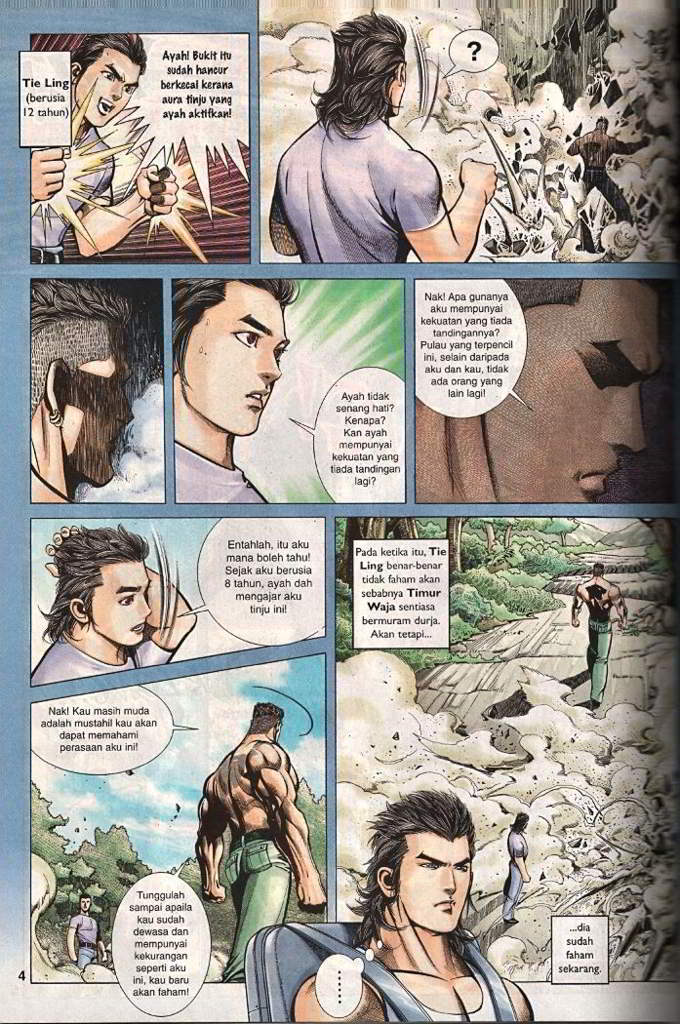 Tie Ling
(berusia
12 tahun)
Ayah! Bukit itu
sudah hancur
berkecai kerana
aura tinju yang
ayah aktifkan!
?
Ayah tidak
senang hati?
Kenapa?
Kan ayah
mempunyai
kekuatan yang
tiada tandingan
lagi?
Nak! Apa gunanya
aku mempunyai
kekuatan yang tiada
tandingannya?
Pulau yang terpencil
ini, selain daripada
aku dan kau, tidak
ada orang yang
lain lagi!
Entahlah, itu aku
mana boleh tahu!
Sejak aku berusia
8 tahun, ayah dah
mengajar aku
tinju ini!
Nak! Kau masih muda
adalah mustahil kau akan
dapat memahami
perasaan aku ini!
Tunggulah
sampai apaila
kau sudah
dewasa dan
mempunyai
kekurangan
seperti aku
ini, kau baru
akan faham!
Pada ketika itu, Tie
Ling benar-benar
tidak faham akan
sebabnya Timur
Waja sentiasa
bermuram durja.
Akan tetapi...
......
...dia
sudah
faham
sekarang.
4